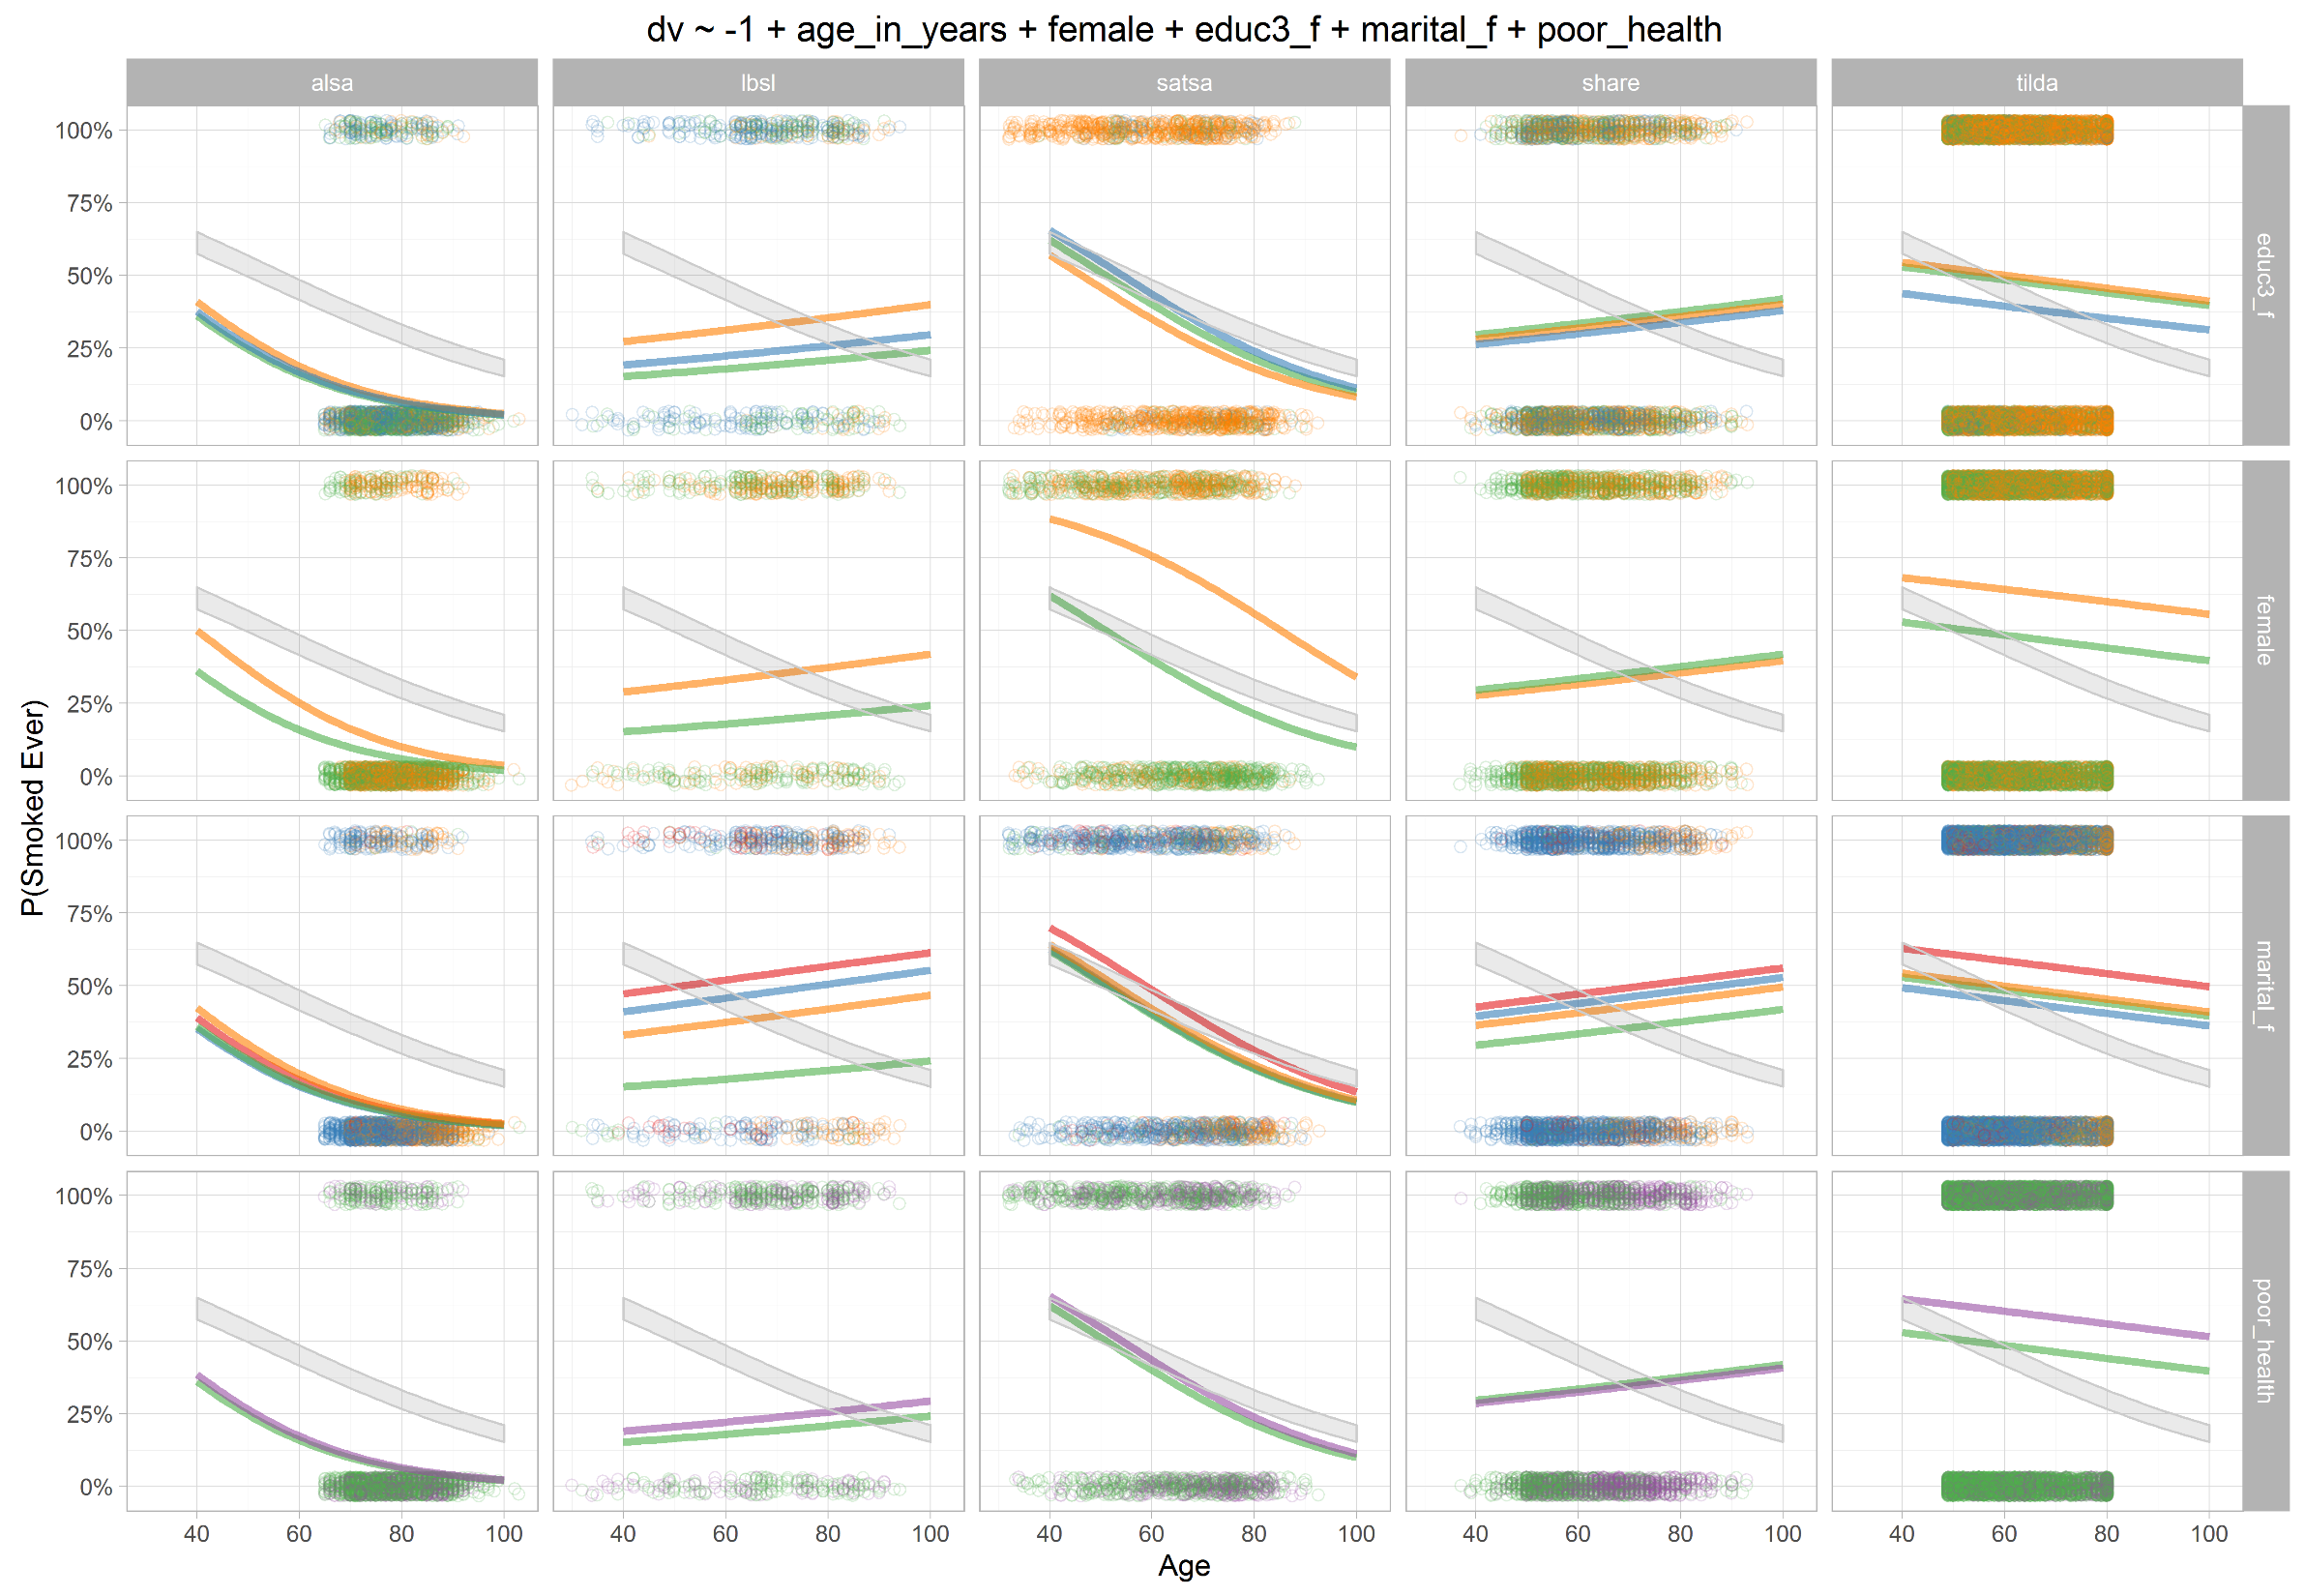 dv ~ -1 + age_in_years + female + educ3_f + marital_f + poor_health
alsa
lbsl
satsa
share
tilda
100%
75%
50%
25%
0%
educ3_f
100%
75%
50%
25%
0%
female
P(Smoked Ever)
100%
75%
50%
25%
0%
marital_f
100%
75%
50%
25%
0%
poor_health
40 60 80 100
40 60 80 100
40 60 80 100
40 60 80 100
40 60 80 100
Age